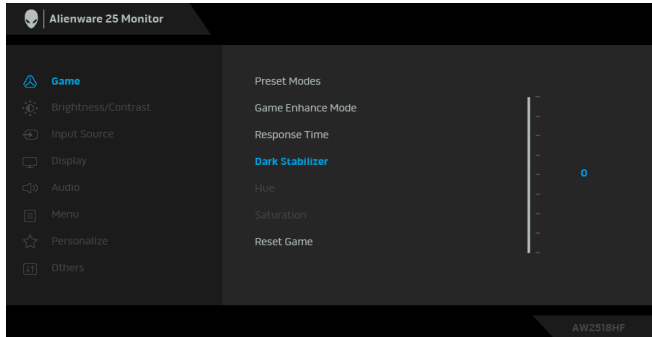 Alienware 25 Monitor
Game
Brightness/Contrast
Input Source
Display
Audio
Menu
Personalize
Others
Preset Modes
Game Enhance Mode
Response Time
Dark Stabilizer
Hue
Saturation
Reset Game
0
AW2518HF